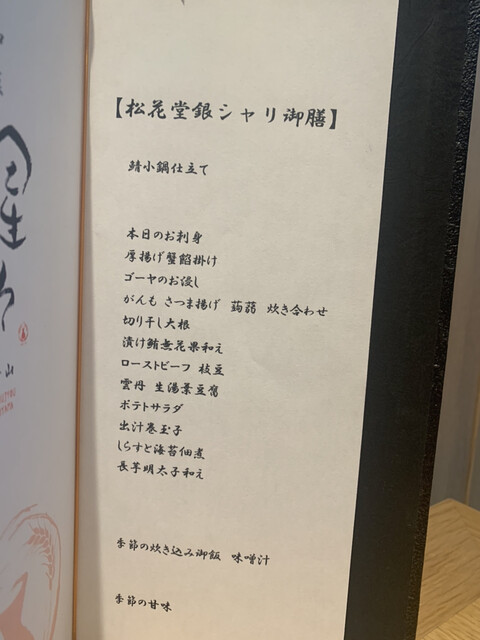 【松花堂銀シャリ御膳】
鯖小鍋仕立て
本日のお刺身
厚揚げ蟹餡掛け
ゴーヤのお浸し
がんも さつま揚げ 蒟蒻 炊き合わせ
切り干し大根
漬け鮪無花果和え
ローストビーフ 枝豆
雲丹 生湯葉豆腐
ポテトサラダ
出汁巻玉子
しらすと海苔佃煮
長芋明太子和え
季節の炊き込み御飯 味噌汁
季節の甘味